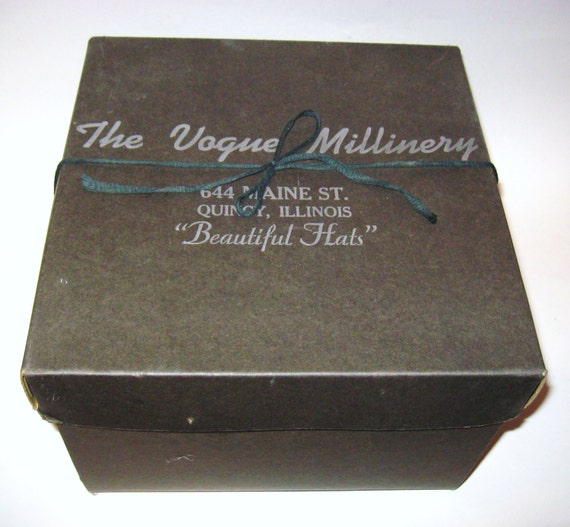 The Vogue Millinery
644 MAINE ST.
QUINCY, ILLINOIS
"Beautiful Hats"